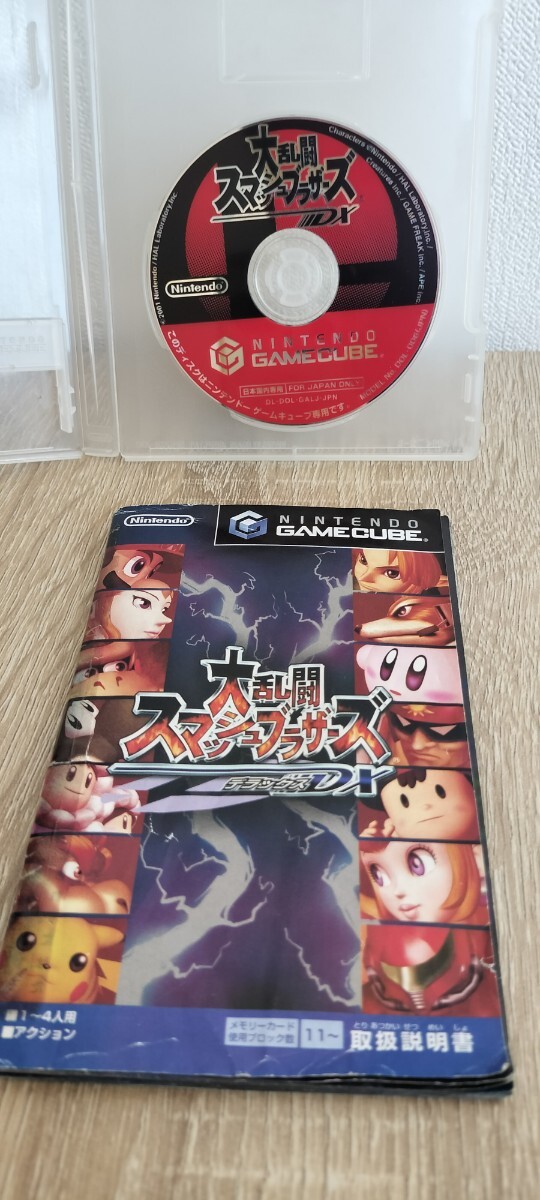 大乱闘
スマッシュブラザーズ
DX
Characters ©Nintendo / HAL Laboratory,Inc. /
Creatures inc. / GAME FREAK inc. / APE inc.
©2001 Nintendo / HAL Laboratory,Inc.
Nintendo
NINTENDO
GAMECUBE
日本国内専用 FOR JAPAN ONLY
DL-DOL-GALJ-JPN
このディスクはニンテンドーゲームキューブ専用です。
MODEL No. DOL-006(JPN)
Nintendo
NINTENDO
GAMECUBE
大乱闘
スマッシュブラザーズ
デラックス DX
■1～4人用
■アクション
メモリーカード
使用ブロック数 11～
とりあつかいせつめいしょ
取扱説明書